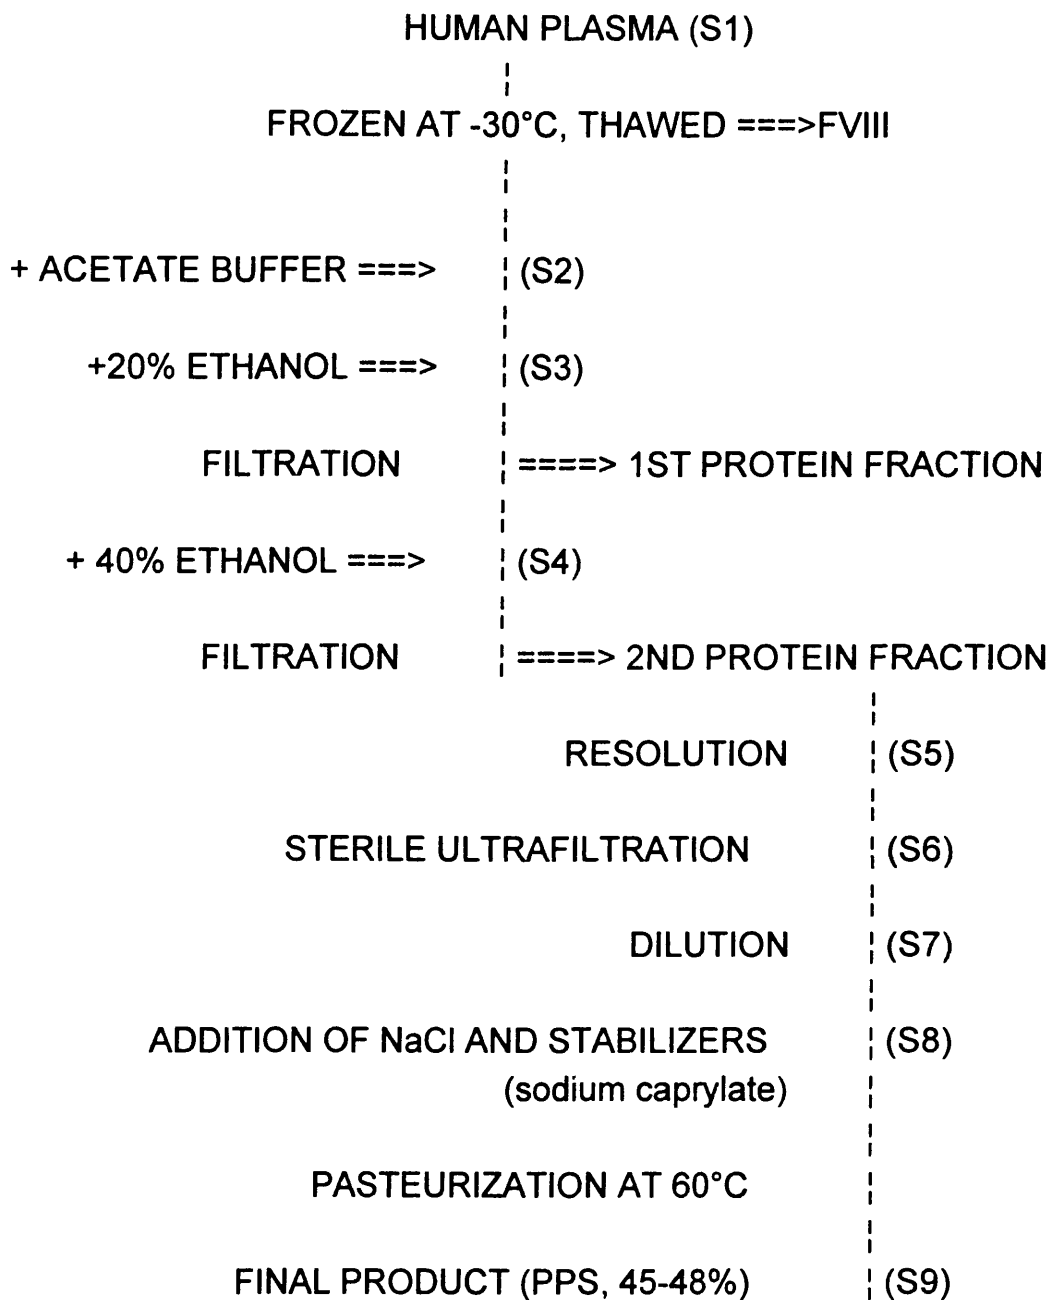 HUMAN PLASMA (S1)
FROZEN AT -30°C, THAWED ===>FVIII
+ ACETATE BUFFER ===> (S2)
+20% ETHANOL ===> (S3)
FILTRATION ====> 1ST PROTEIN FRACTION
+ 40% ETHANOL ===> (S4)
FILTRATION ====> 2ND PROTEIN FRACTION
RESOLUTION (S5)
STERILE ULTRAFILTRATION (S6)
DILUTION (S7)
ADDITION OF NaCl AND STABILIZERS (S8)
(sodium caprylate)
PASTEURIZATION AT 60°C
FINAL PRODUCT (PPS, 45-48%) (S9)